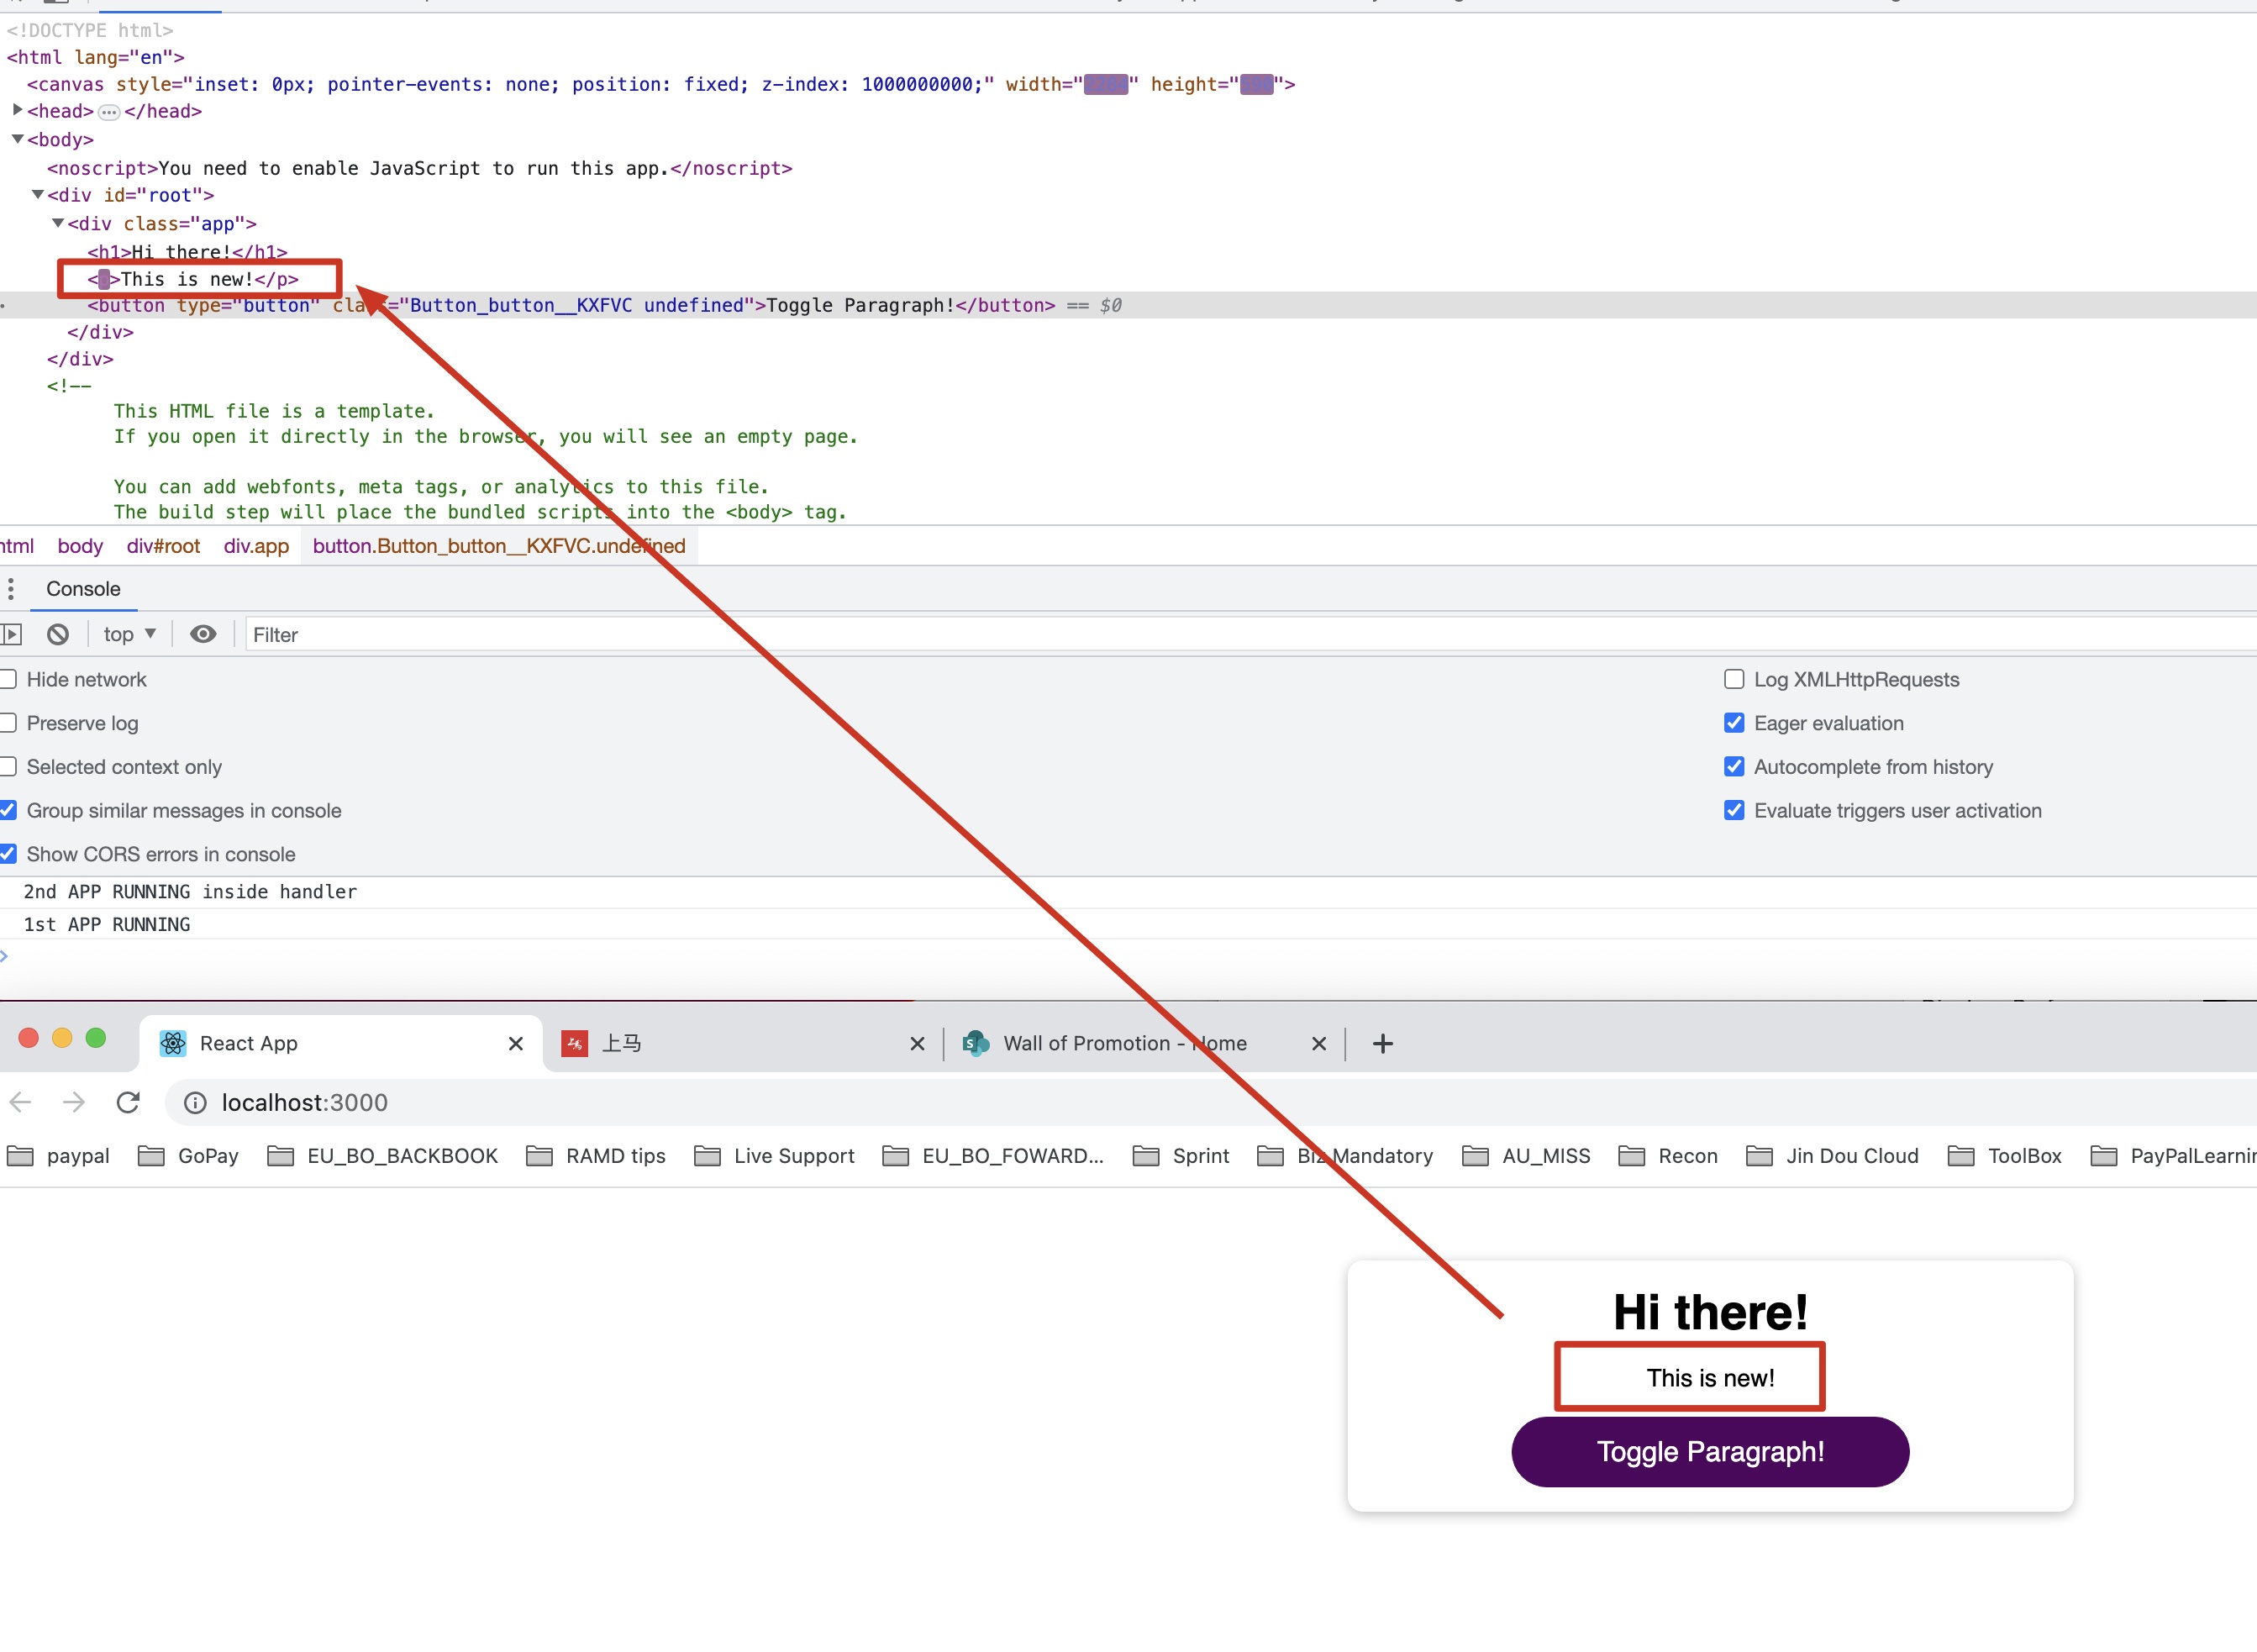 <!DOCTYPE html>
<html lang="en">
<canvas style="inset: 0px; pointer-events: none; position: fixed; z-index: 1000000000;" width="" height="">
<head> … </head>
<body>
<noscript>You need to enable JavaScript to run this app.</noscript>
<div id="root">
<div class="app">
<h1>Hi there!</h1>
< >This is new!</p>
<button type="button" class="Button_button__KXFVC undefined">Toggle Paragraph!</button> == $0
</div>
</div>
<!--
This HTML file is a template.
If you open it directly in the browser, you will see an empty page.
You can add webfonts, meta tags, or analytics to this file.
The build step will place the bundled scripts into the <body> tag.
html body div#root div.app button.Button_button__KXFVC.undefined
Console
top Filter
Hide network Log XMLHttpRequests
Preserve log Eager evaluation
Selected context only Autocomplete from history
Group similar messages in console Evaluate triggers user activation
Show CORS errors in console
2nd APP RUNNING inside handler
1st APP RUNNING
React App 上马 Wall of Promotion - Home
localhost:3000
paypal GoPay EU_BO_BACKBOOK RAMD tips Live Support EU_BO_FOWARD... Sprint Biz Mandatory AU_MISS Recon Jin Dou Cloud ToolBox PayPalLearnin
Hi there!
This is new!
Toggle Paragraph!